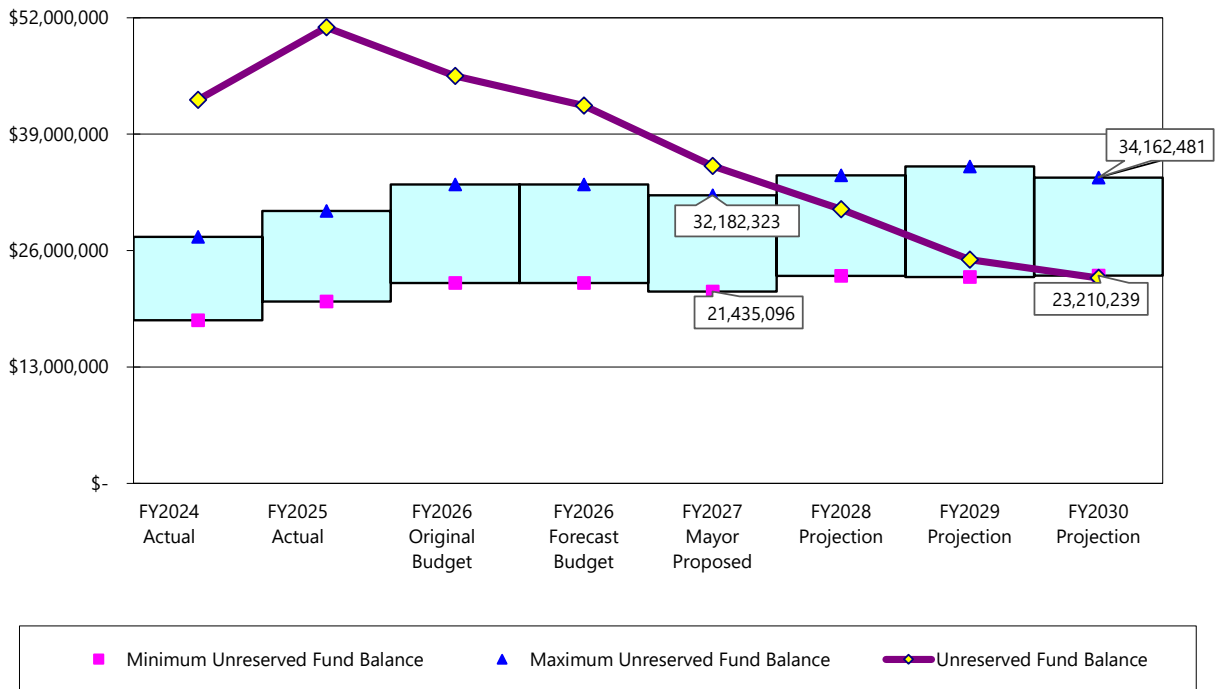 $52,000,000
$39,000,000
34,162,481
32,182,323
$26,000,000
23,210,239
21,435,096
$13,000,000
$-
FY2024 FY2025 FY2026 FY2026 FY2027 FY2028 FY2029 FY2030
Actual Actual Original Forecast Mayor Projection Projection Projection
Budget Budget Proposed
Minimum Unreserved Fund Balance Maximum Unreserved Fund Balance Unreserved Fund Balance